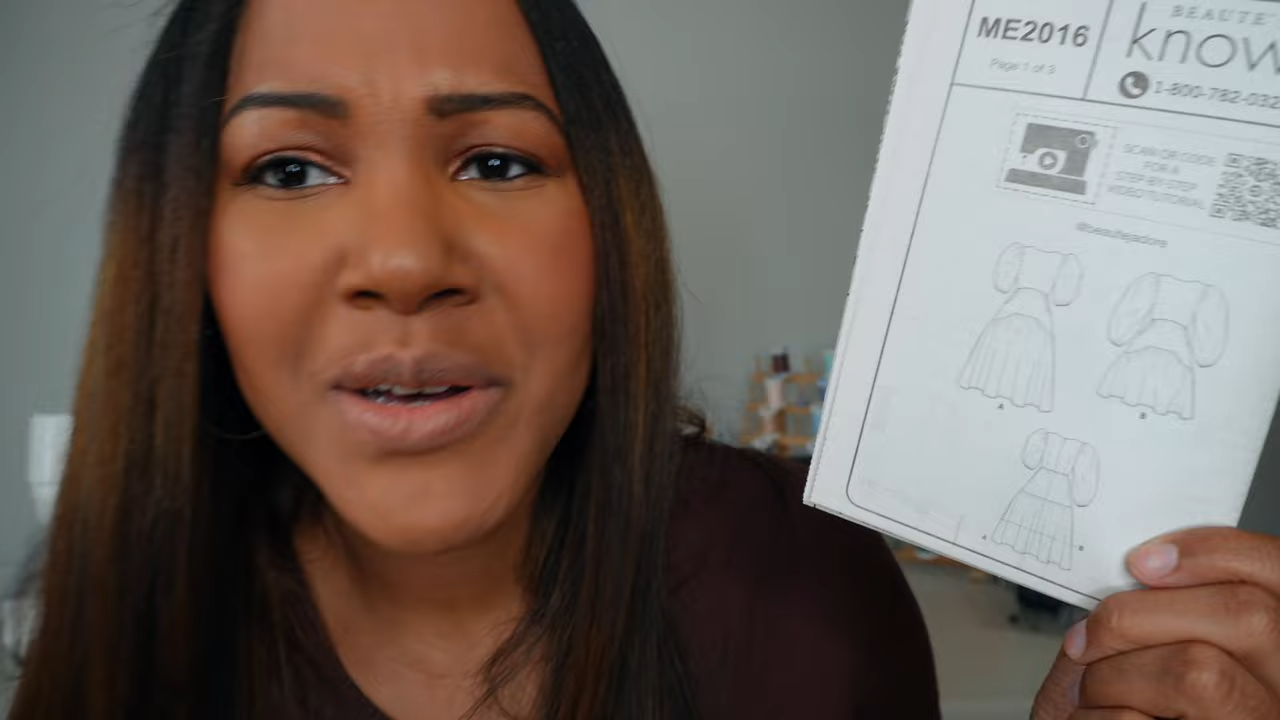 ME2016
Page 1 of 3
BEAUTE'
know
1-800-782-032
SCAN QR CODE
FOR A
STEP BY STEP
VIDEO TUTORIAL
@beautejadore
A
B
A
B